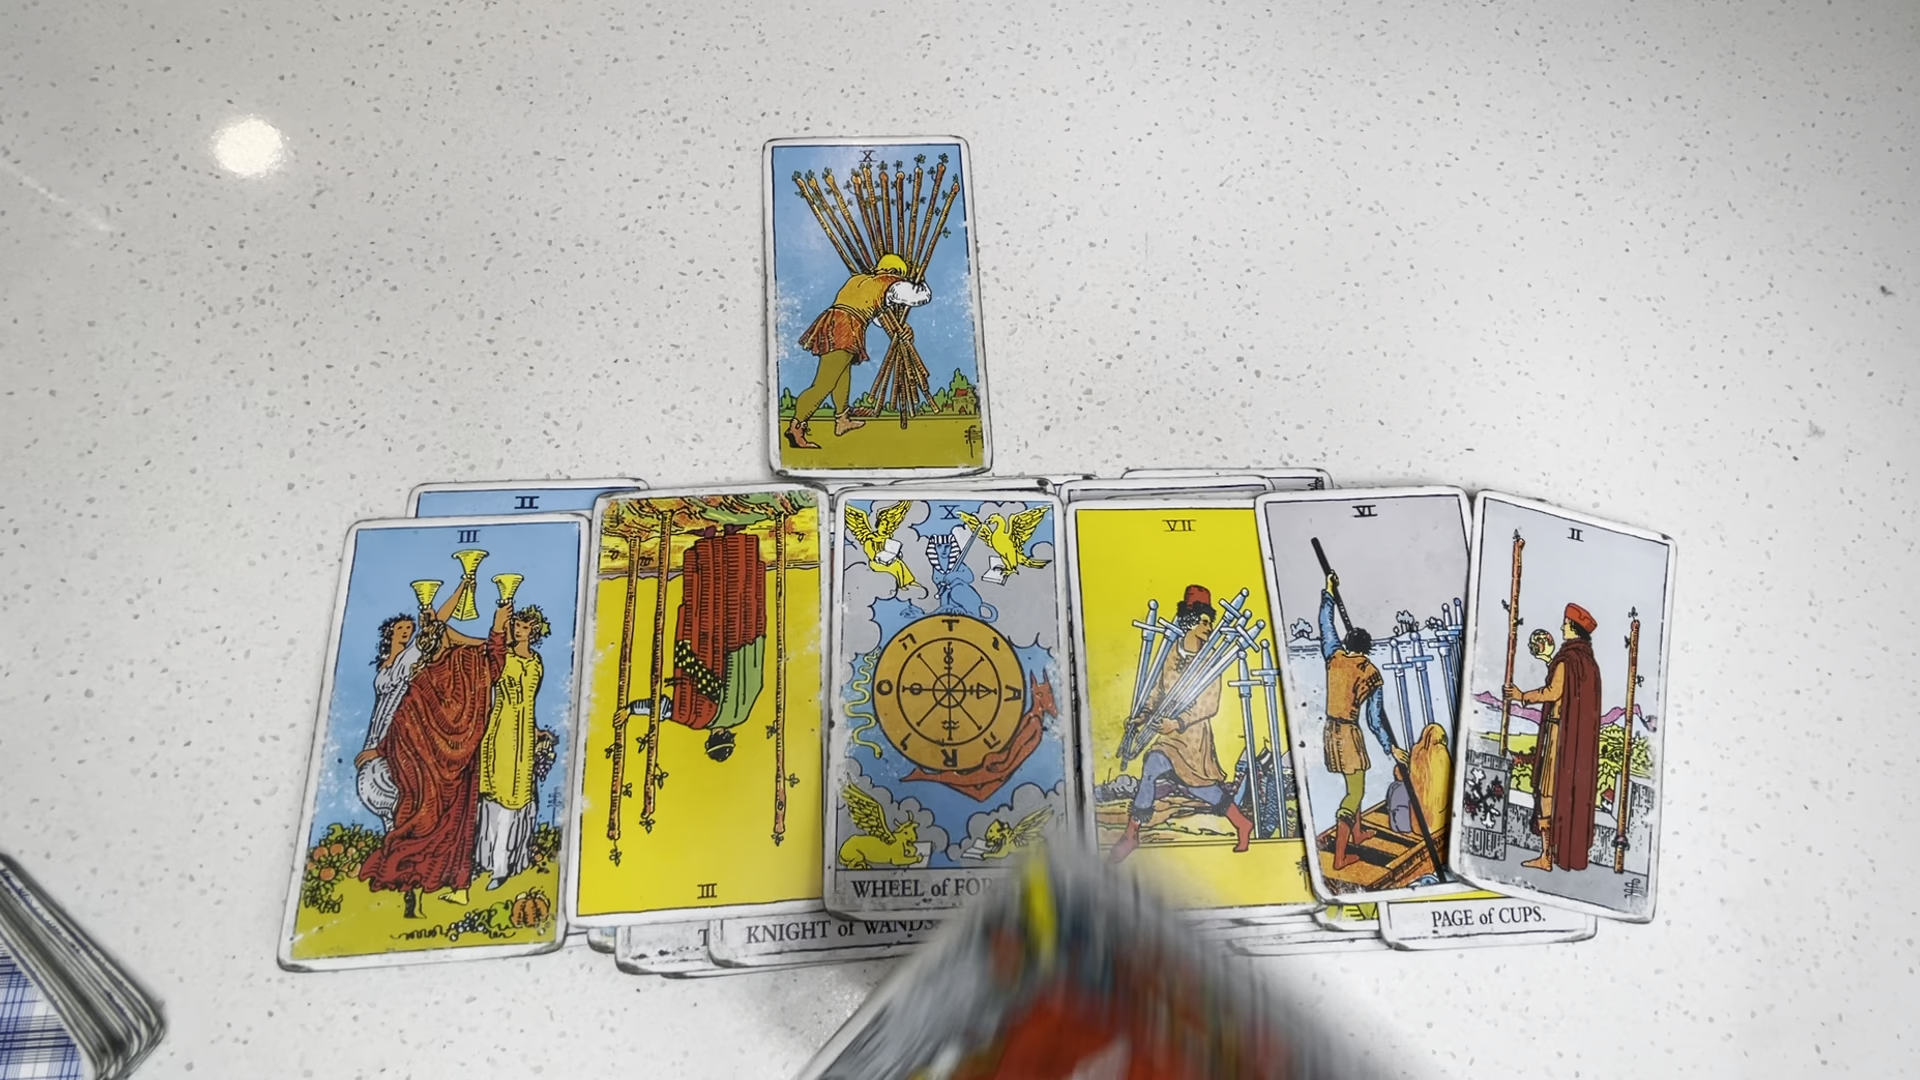 X
II
III
III
X
VII
VI
II
T A R O
WHEEL of FOR
KNIGHT of WANDS.
PAGE of CUPS.